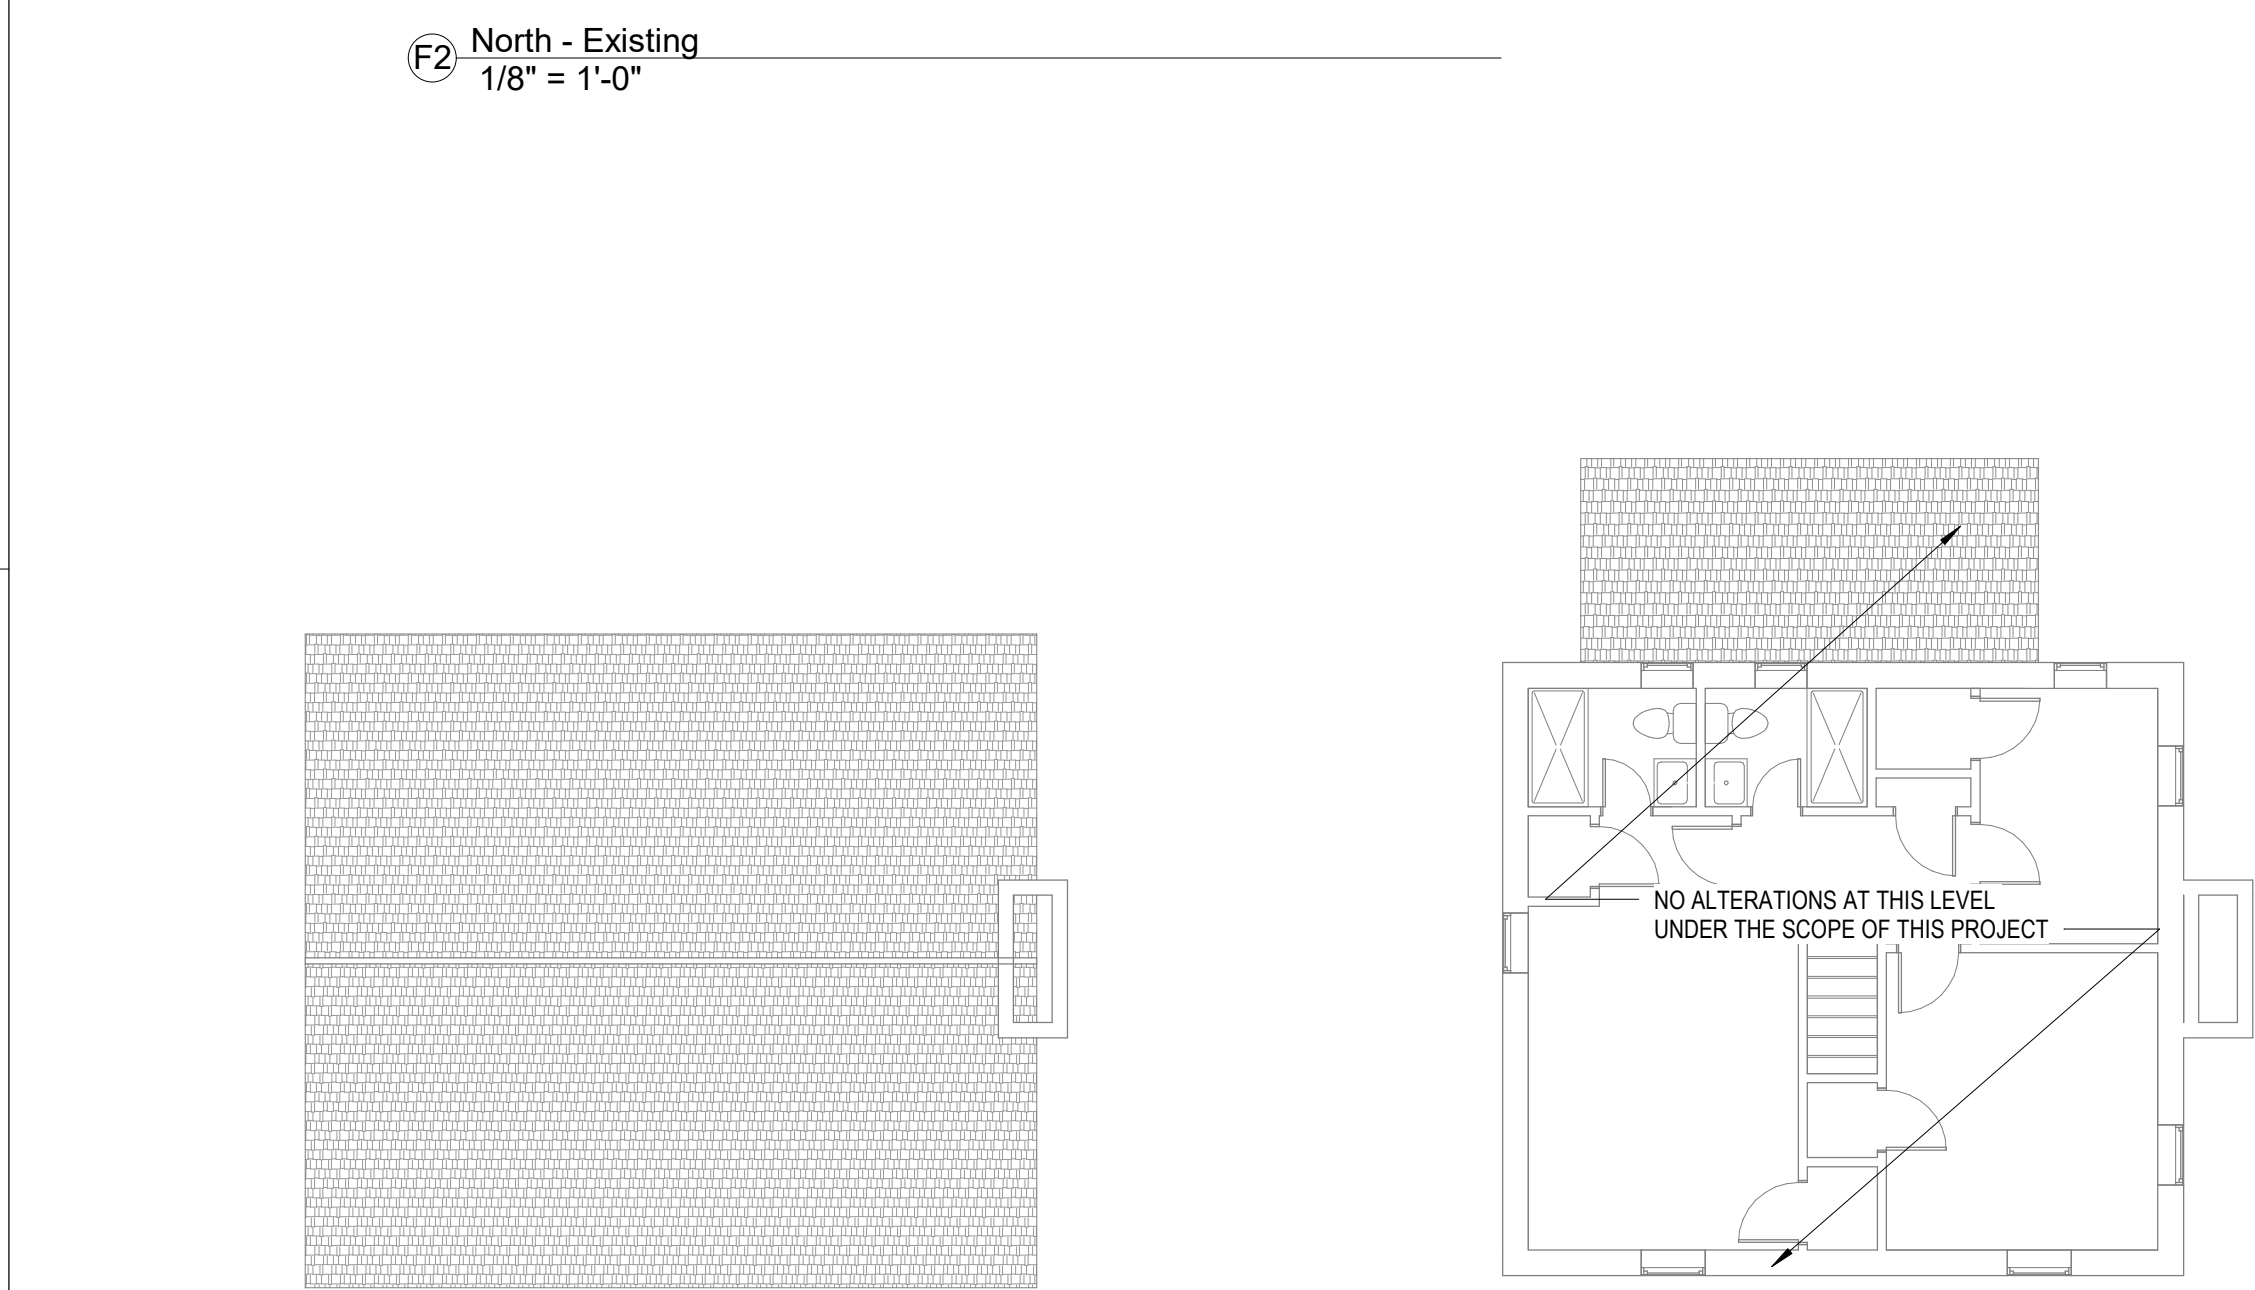 F2
North - Existing
1/8" = 1'-0"
NO ALTERATIONS AT THIS LEVEL
UNDER THE SCOPE OF THIS PROJECT